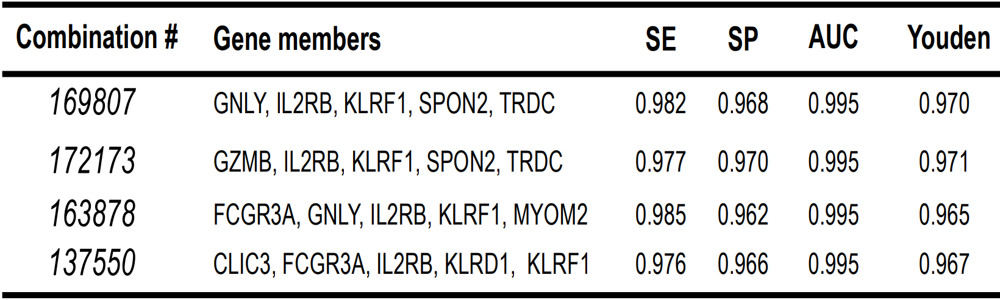 Combination # Gene members SE SP AUC Youden
169807 GNLY, IL2RB, KLRF1, SPON2, TRDC 0.982 0.968 0.995 0.970
172173 GZMB, IL2RB, KLRF1, SPON2, TRDC 0.977 0.970 0.995 0.971
163878 FCGR3A, GNLY, IL2RB, KLRF1, MYOM2 0.985 0.962 0.995 0.965
137550 CLIC3, FCGR3A, IL2RB, KLRD1, KLRF1 0.976 0.966 0.995 0.967